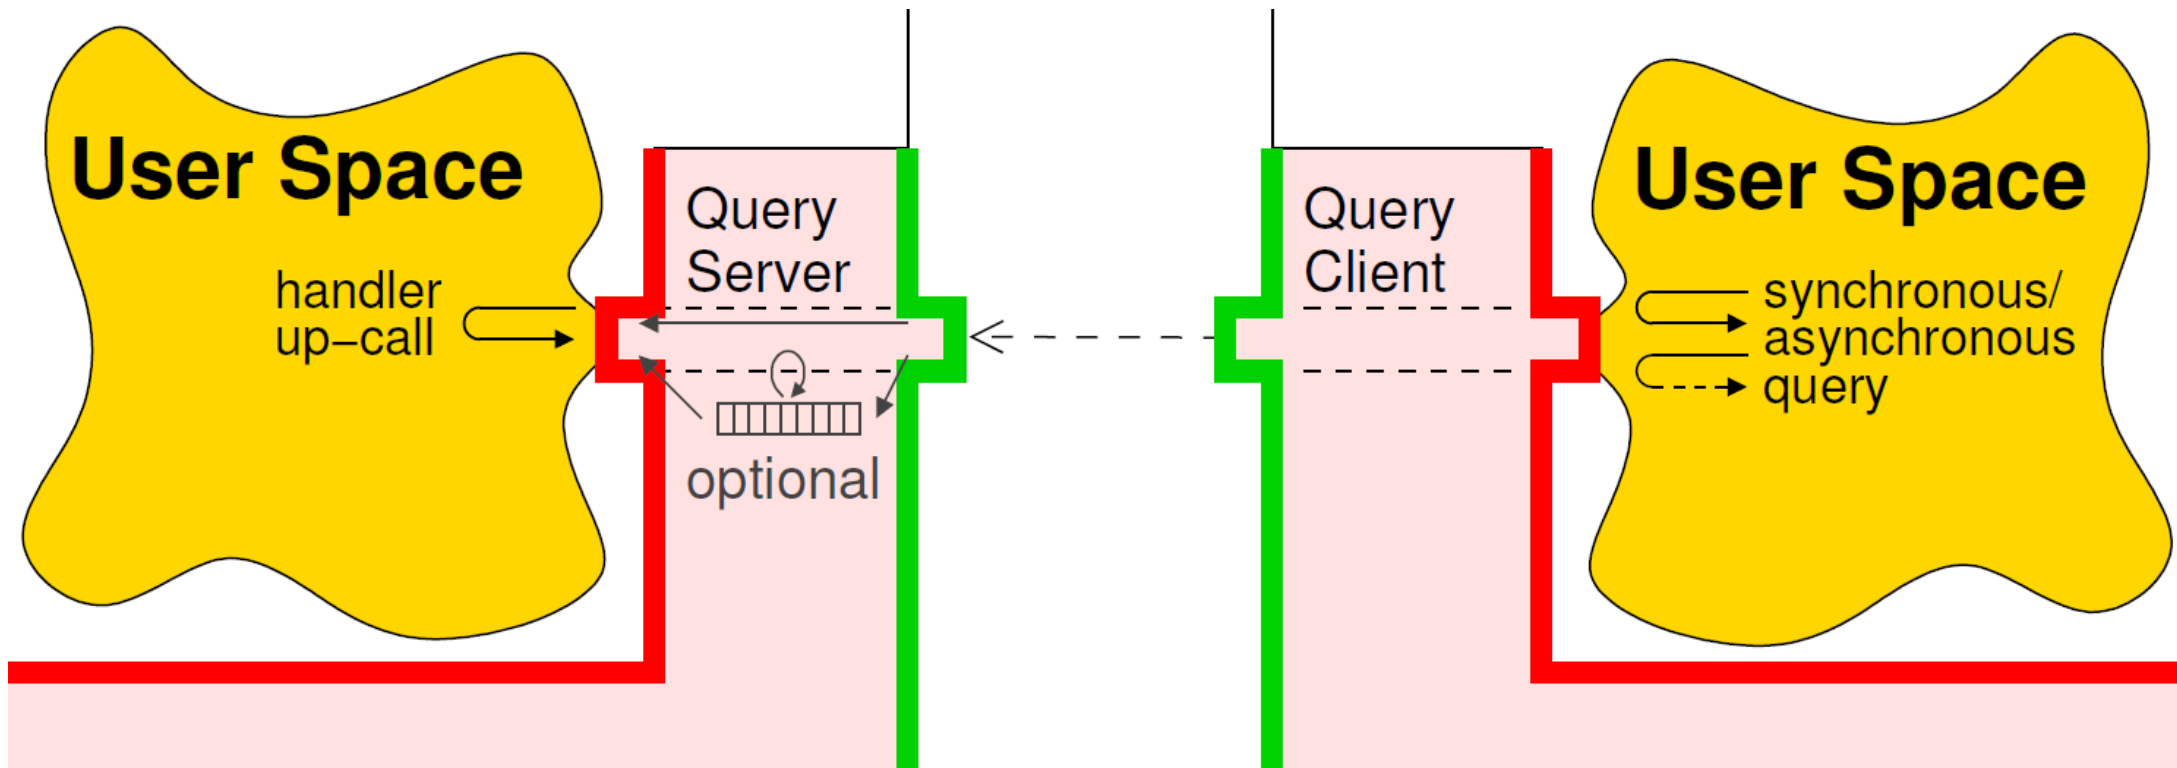 User Space
handler
up−call
Query
Server
optional
Query
Client
User Space
synchronous/
asynchronous
query